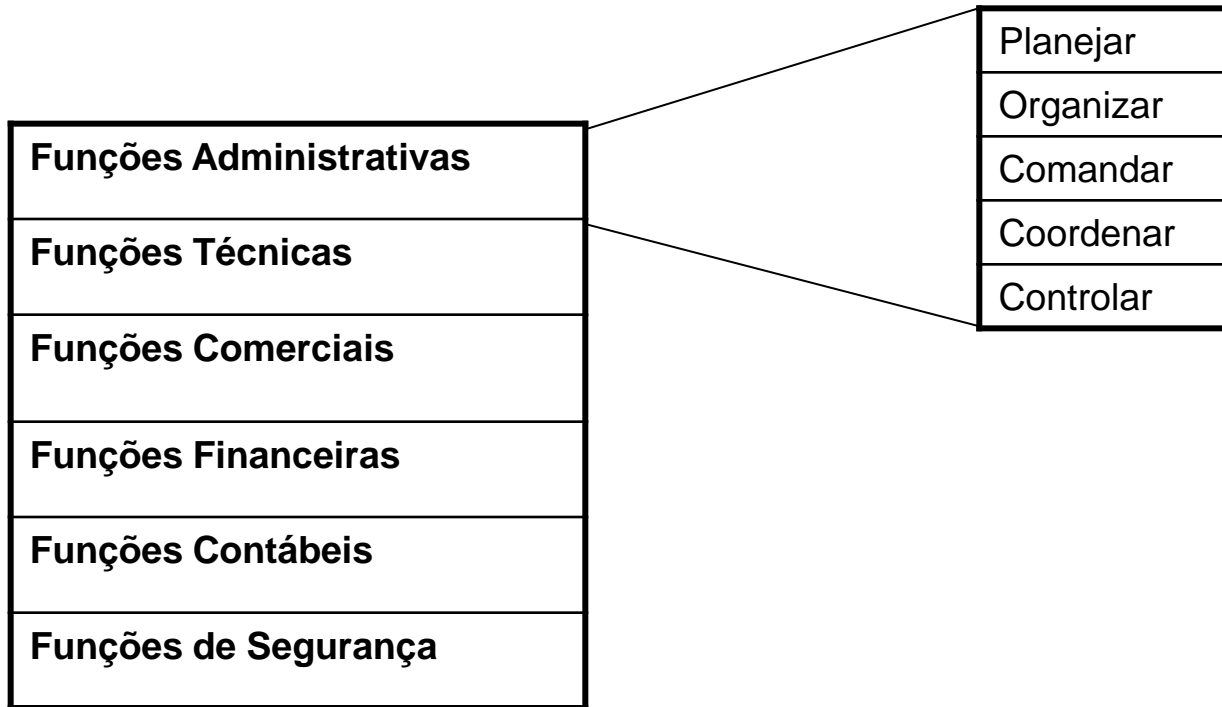 Funções Administrativas
Funções Técnicas
Funções Comerciais
Funções Financeiras
Funções Contábeis
Funções de Segurança
Planejar
Organizar
Comandar
Coordenar
Controlar